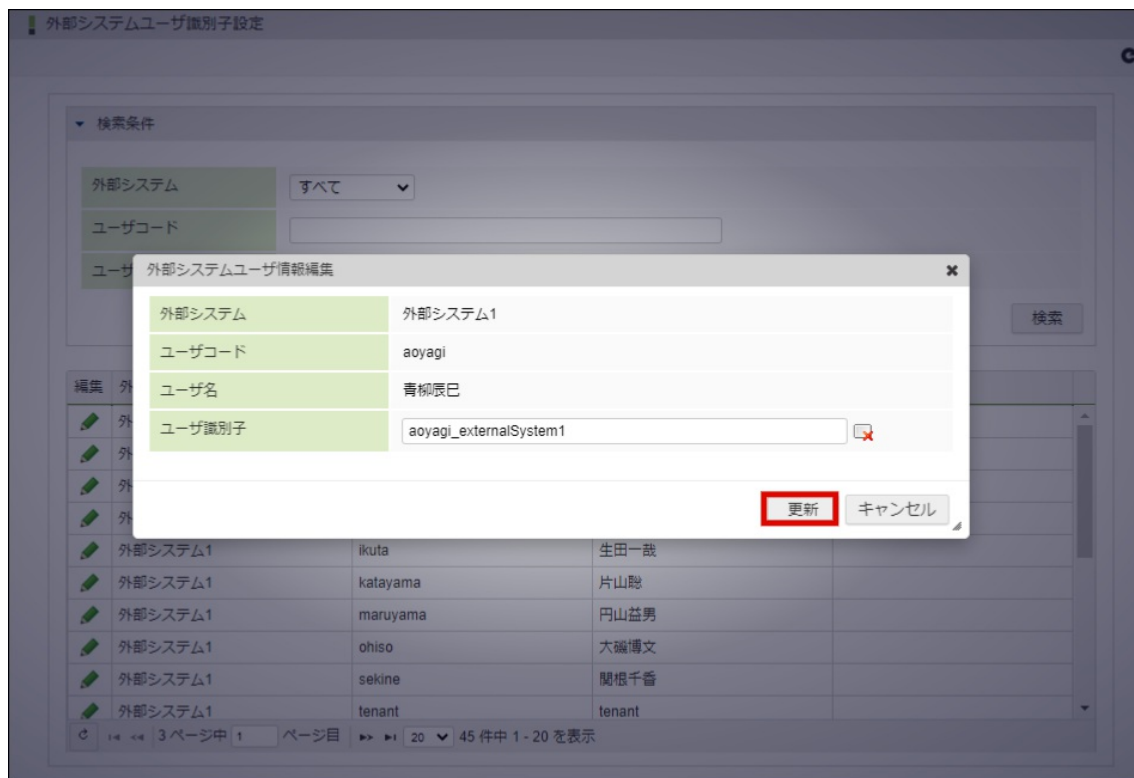 外部システムユーザ識別子設定
検索条件
外部システム すべて
ユーザコード
ユーザ
検索
外部システムユーザ情報編集
外部システム 外部システム1
ユーザコード aoyagi
ユーザ名 青柳辰巳
ユーザ識別子 aoyagi_externalSystem1
更新 キャンセル
編集 外
外
外
外
外
外部システム1 ikuta 生田一哉
外部システム1 katayama 片山聡
外部システム1 maruyama 円山益男
外部システム1 ohiso 大磯博文
外部システム1 sekine 関根千香
外部システム1 tenant tenant
3 ページ中 1 ページ目 20 45 件中 1 - 20 を表示